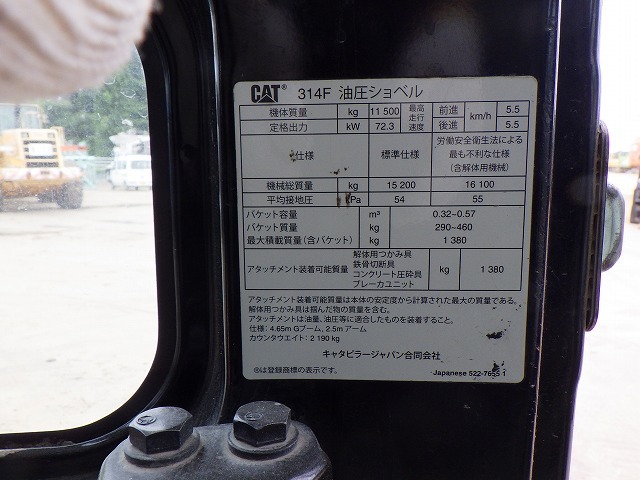 CAT® 314F 油圧ショベル
機体質量 kg 11 500 最高走行速度 前進 km/h 5.5
定格出力 kW 72.3 後進 5.5
仕様 標準仕様 労働安全衛生法による最も不利な仕様(含解体用機械)
機械総質量 kg 15 200 16 100
平均接地圧 kPa 54 55
バケット容量 m³ 0.32~0.57
バケット質量 kg 290~460
最大積載質量(含バケット) kg 1 380
アタッチメント装着可能質量 解体用つかみ具 鉄骨切断具 コンクリート圧砕具 ブレーカユニット kg 1 380
アタッチメント装着可能質量は本体の安定度から計算された最大の質量である。
解体用つかみ具は掴んだ物の質量を含む。
アタッチメントは油量、油圧等に適合したものを装着すること。
仕様: 4.65m Gブーム, 2.5m アーム
カウンタウエイト: 2 190 kg
キャタピラージャパン合同会社
®は登録商標の表示です。
Japanese 522-7655 1